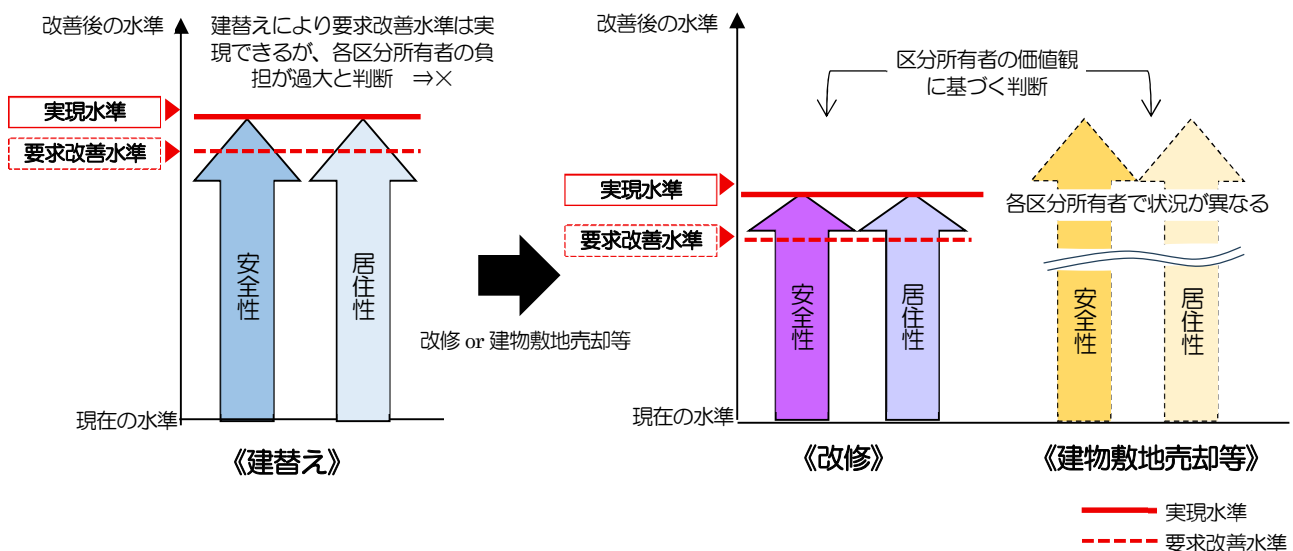 改善後の水準
建替えにより要求改善水準は実
現できるが、各区分所有者の負
担が過大と判断　⇒×
実現水準
要求改善水準
安全性
居住性
現在の水準
《建替え》
改修 or 建物敷地売却等
改善後の水準
区分所有者の価値観
に基づく判断
実現水準
要求改善水準
各区分所有者で状況が異なる
安全性
居住性
安全性
居住性
現在の水準
《改修》
《建物敷地売却等》
実現水準
要求改善水準